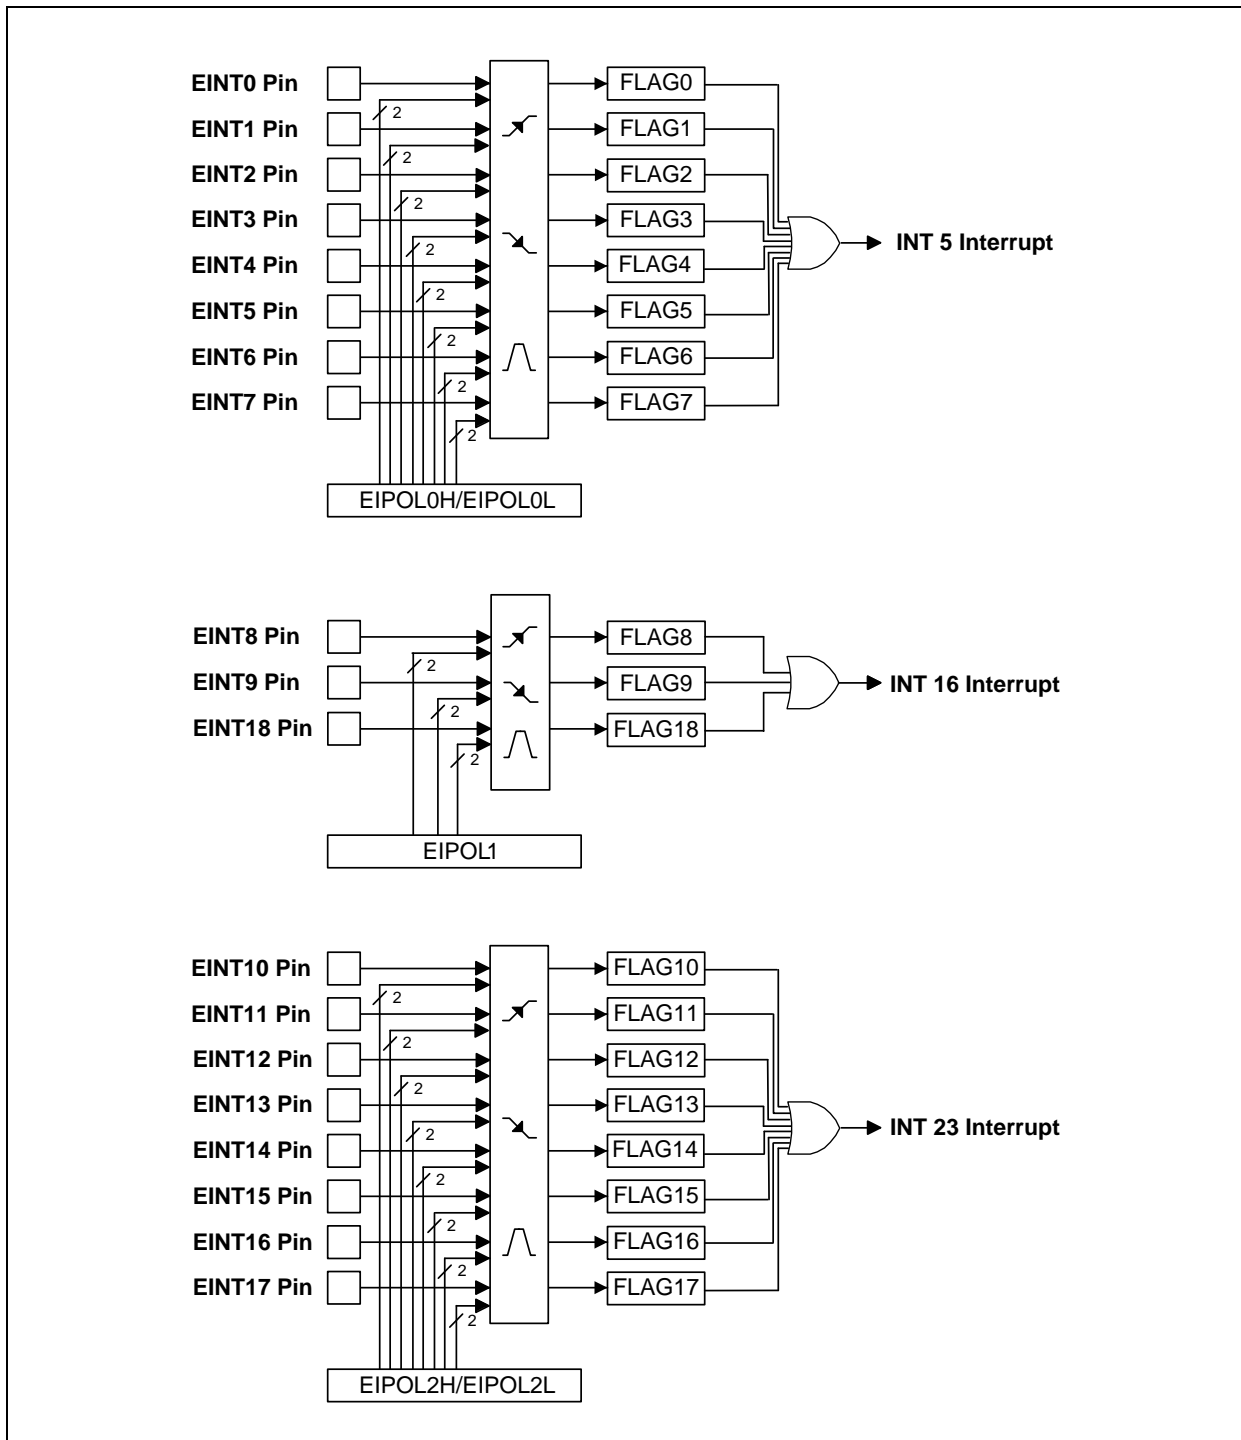 EINT0 Pin FLAG0
2
EINT1 Pin FLAG1
2
EINT2 Pin FLAG2
2
EINT3 Pin FLAG3
INT 5 Interrupt
2
EINT4 Pin FLAG4
2
EINT5 Pin FLAG5
2
EINT6 Pin FLAG6
2
EINT7 Pin FLAG7
2
EIPOL0H/EIPOL0L
EINT8 Pin FLAG8
2
EINT9 Pin FLAG9 INT 16 Interrupt
2
EINT18 Pin FLAG18
2
EIPOL1
EINT10 Pin FLAG10
2
EINT11 Pin FLAG11
2
EINT12 Pin FLAG12
2
EINT13 Pin FLAG13
INT 23 Interrupt
2
EINT14 Pin FLAG14
2
EINT15 Pin FLAG15
2
EINT16 Pin FLAG16
2
EINT17 Pin FLAG17
2
EIPOL2H/EIPOL2L